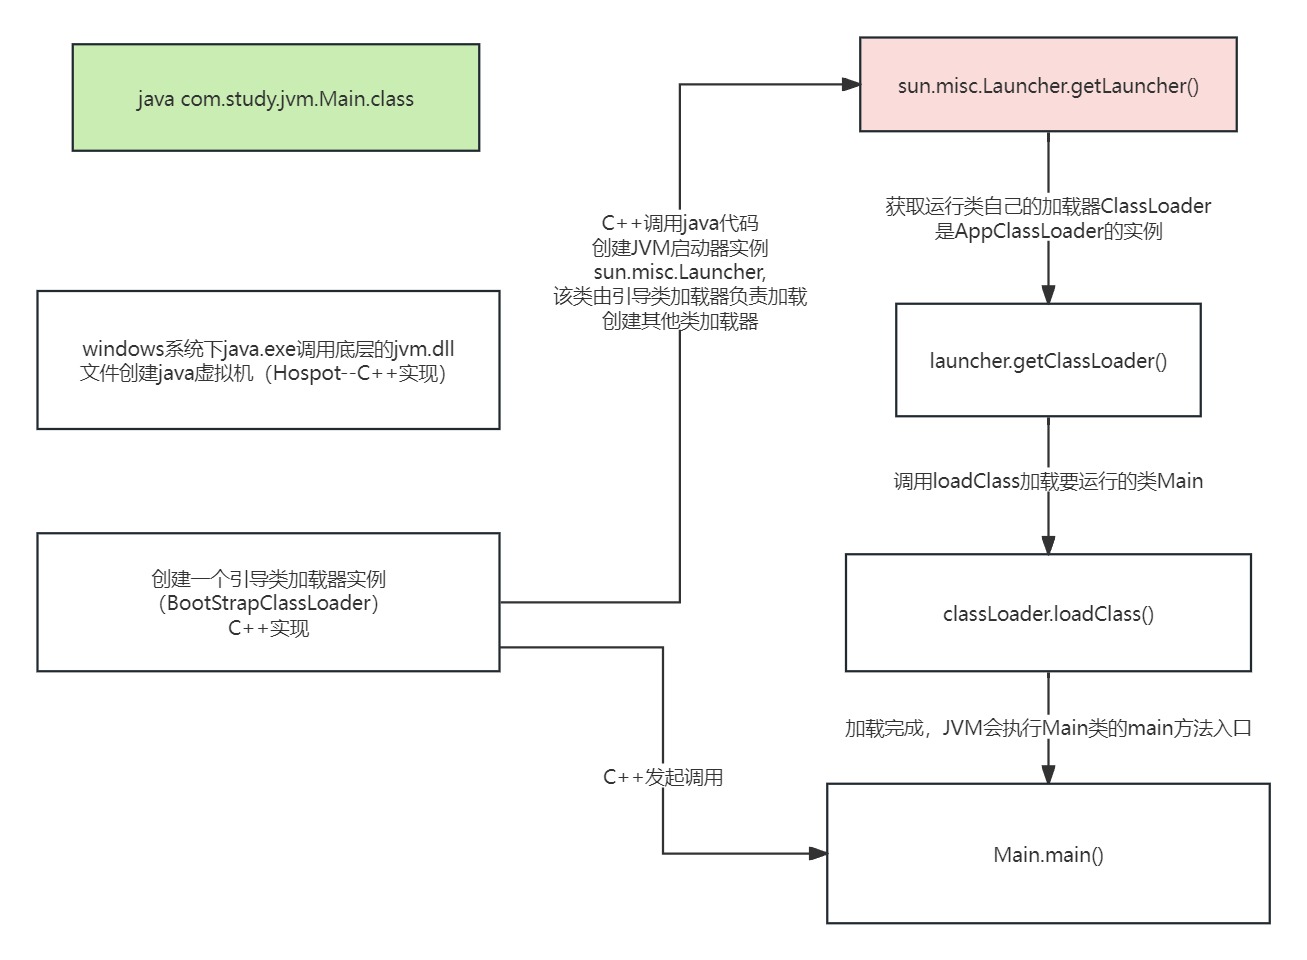 java com.study.jvm.Main.class
windows系统下java.exe调用底层的jvm.dll
文件创建java虚拟机（Hospot--C++实现）
创建一个引导类加载器实例
（BootStrapClassLoader）
C++实现
C++调用java代码
创建JVM启动器实例
sun.misc.Launcher,
该类由引导类加载器负责加载
创建其他类加载器
C++发起调用
sun.misc.Launcher.getLauncher()
获取运行类自己的加载器ClassLoader
是AppClassLoader的实例
launcher.getClassLoader()
调用loadClass加载要运行的类Main
classLoader.loadClass()
加载完成，JVM会执行Main类的main方法入口
Main.main()